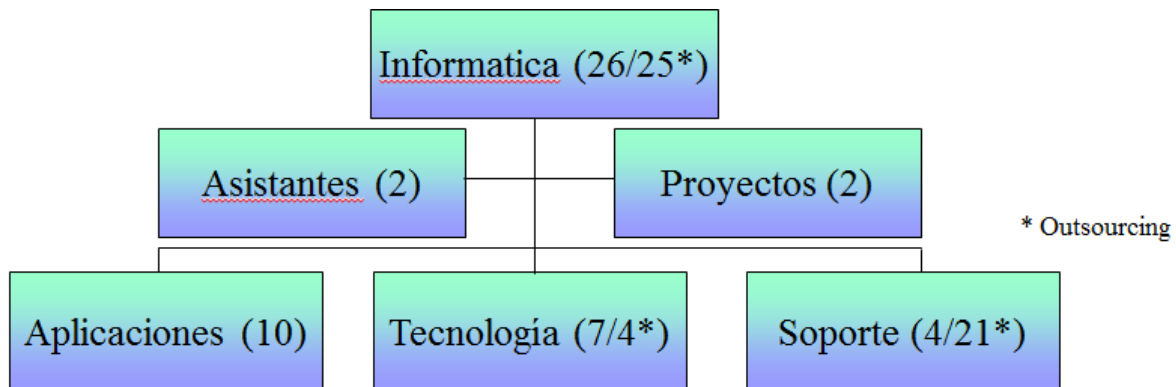 Informatica (26/25*)
Asistantes (2)
Proyectos (2)
* Outsourcing
Aplicaciones (10)
Tecnología (7/4*)
Soporte (4/21*)